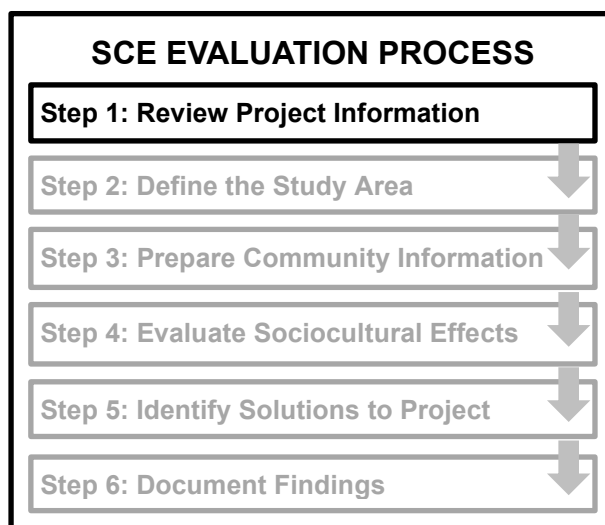 SCE EVALUATION PROCESS
Step 1: Review Project Information
Step 2: Define the Study Area
Step 3: Prepare Community Information
Step 4: Evaluate Sociocultural Effects
Step 5: Identify Solutions to Project
Step 6: Document Findings